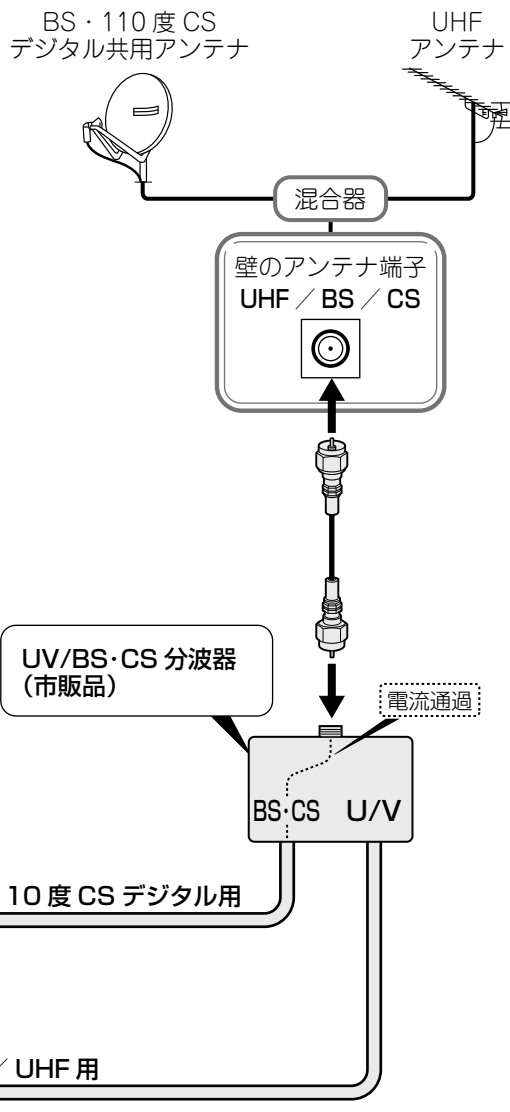 BS・110 度 CS
デジタル共用アンテナ
UHF
アンテナ
混合器
壁のアンテナ端子
UHF／BS／CS
UV/BS･CS 分波器
（市販品）
電流通過
BS･CS U/V
10 度 CS デジタル用
／UHF 用